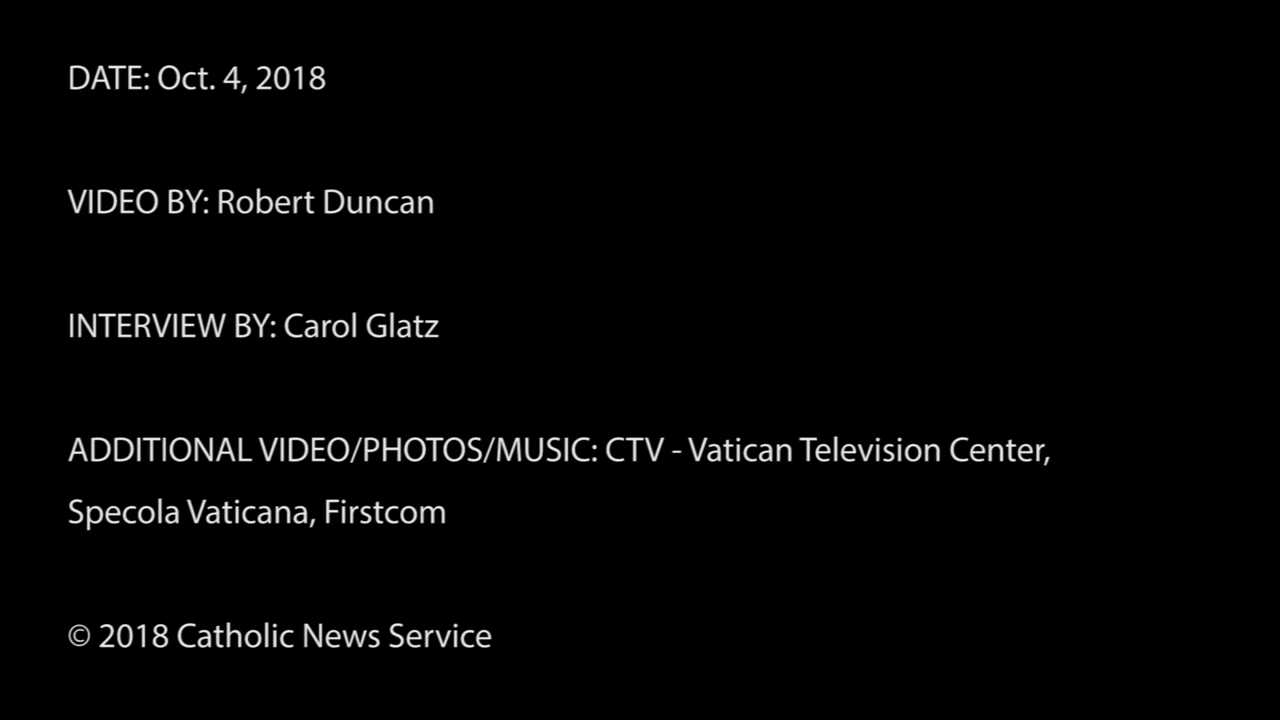 DATE: Oct. 4, 2018
VIDEO BY: Robert Duncan
INTERVIEW BY: Carol Glatz
ADDITIONAL VIDEO/PHOTOS/MUSIC: CTV - Vatican Television Center,
Specola Vaticana, Firstcom
© 2018 Catholic News Service